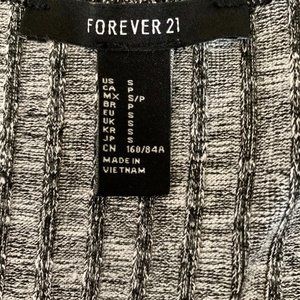 FOREVER 21
US S
CA P
MX S/P
BR P
EU S
UK S
KR S
JP S
CN 160/84A
MADE IN
VIETNAM